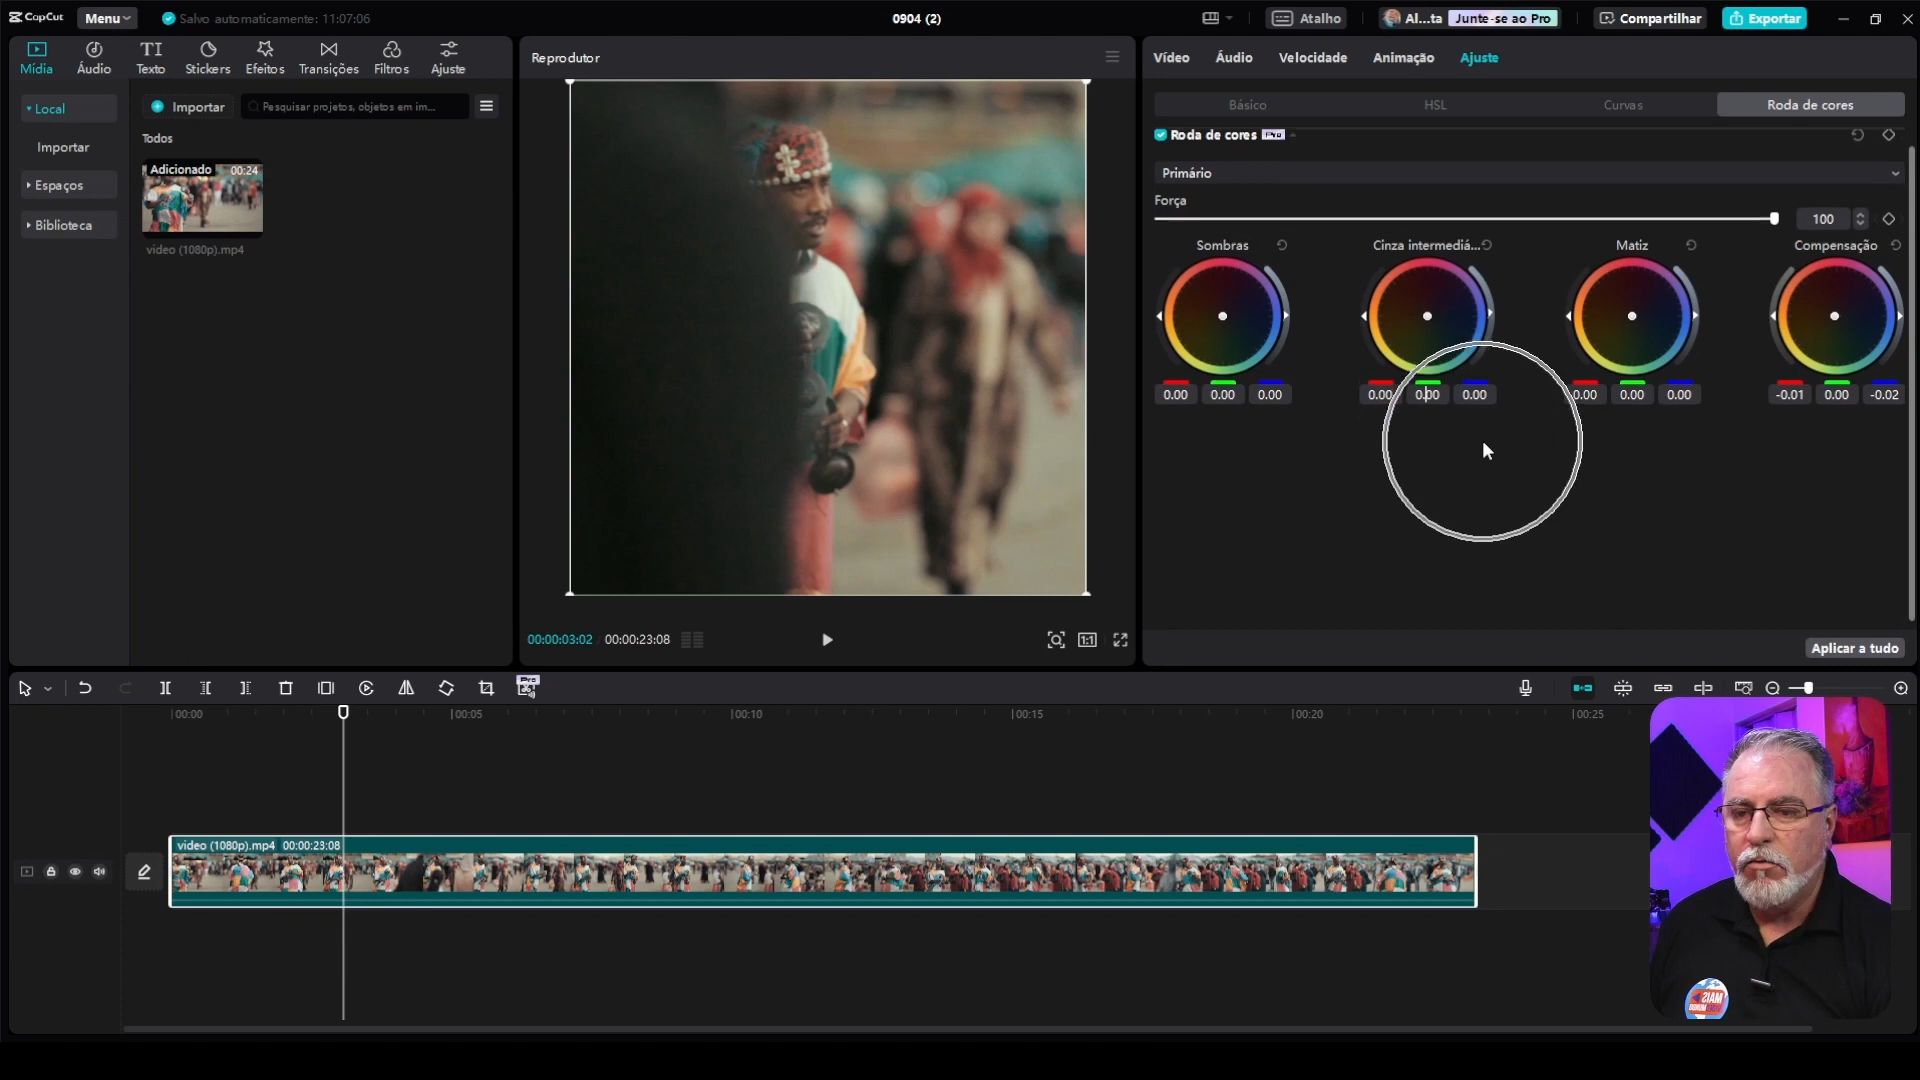 CapCut
Menu
Salvo automaticamente: 11:07:06
0904 (2)
Atalho
Al...ta
Junte-se ao Pro
Compartilhar
Exportar
Mídia
Áudio
Texto
Stickers
Efeitos
Transições
Filtros
Ajuste
Local
Importar
Espaços
Biblioteca
Importar
Pesquisar projetos, objetos em im...
Todos
Adicionado
00:24
video (1080p).mp4
Reprodutor
00:00:03:02
00:00:23:08
1:1
Vídeo
Áudio
Velocidade
Animação
Ajuste
Básico
HSL
Curvas
Roda de cores
Roda de cores
Pro
Primário
Força
100
Sombras
Cinza intermediá...
Matiz
Compensação
0.00 0.00 0.00
0.00 0.00 0.00
0.00 0.00 0.00
-0.01 0.00 -0.02
Aplicar a tudo
Pro
00:00
00:05
00:10
00:15
00:20
00:25
video (1080p).mp4 00:00:23:08